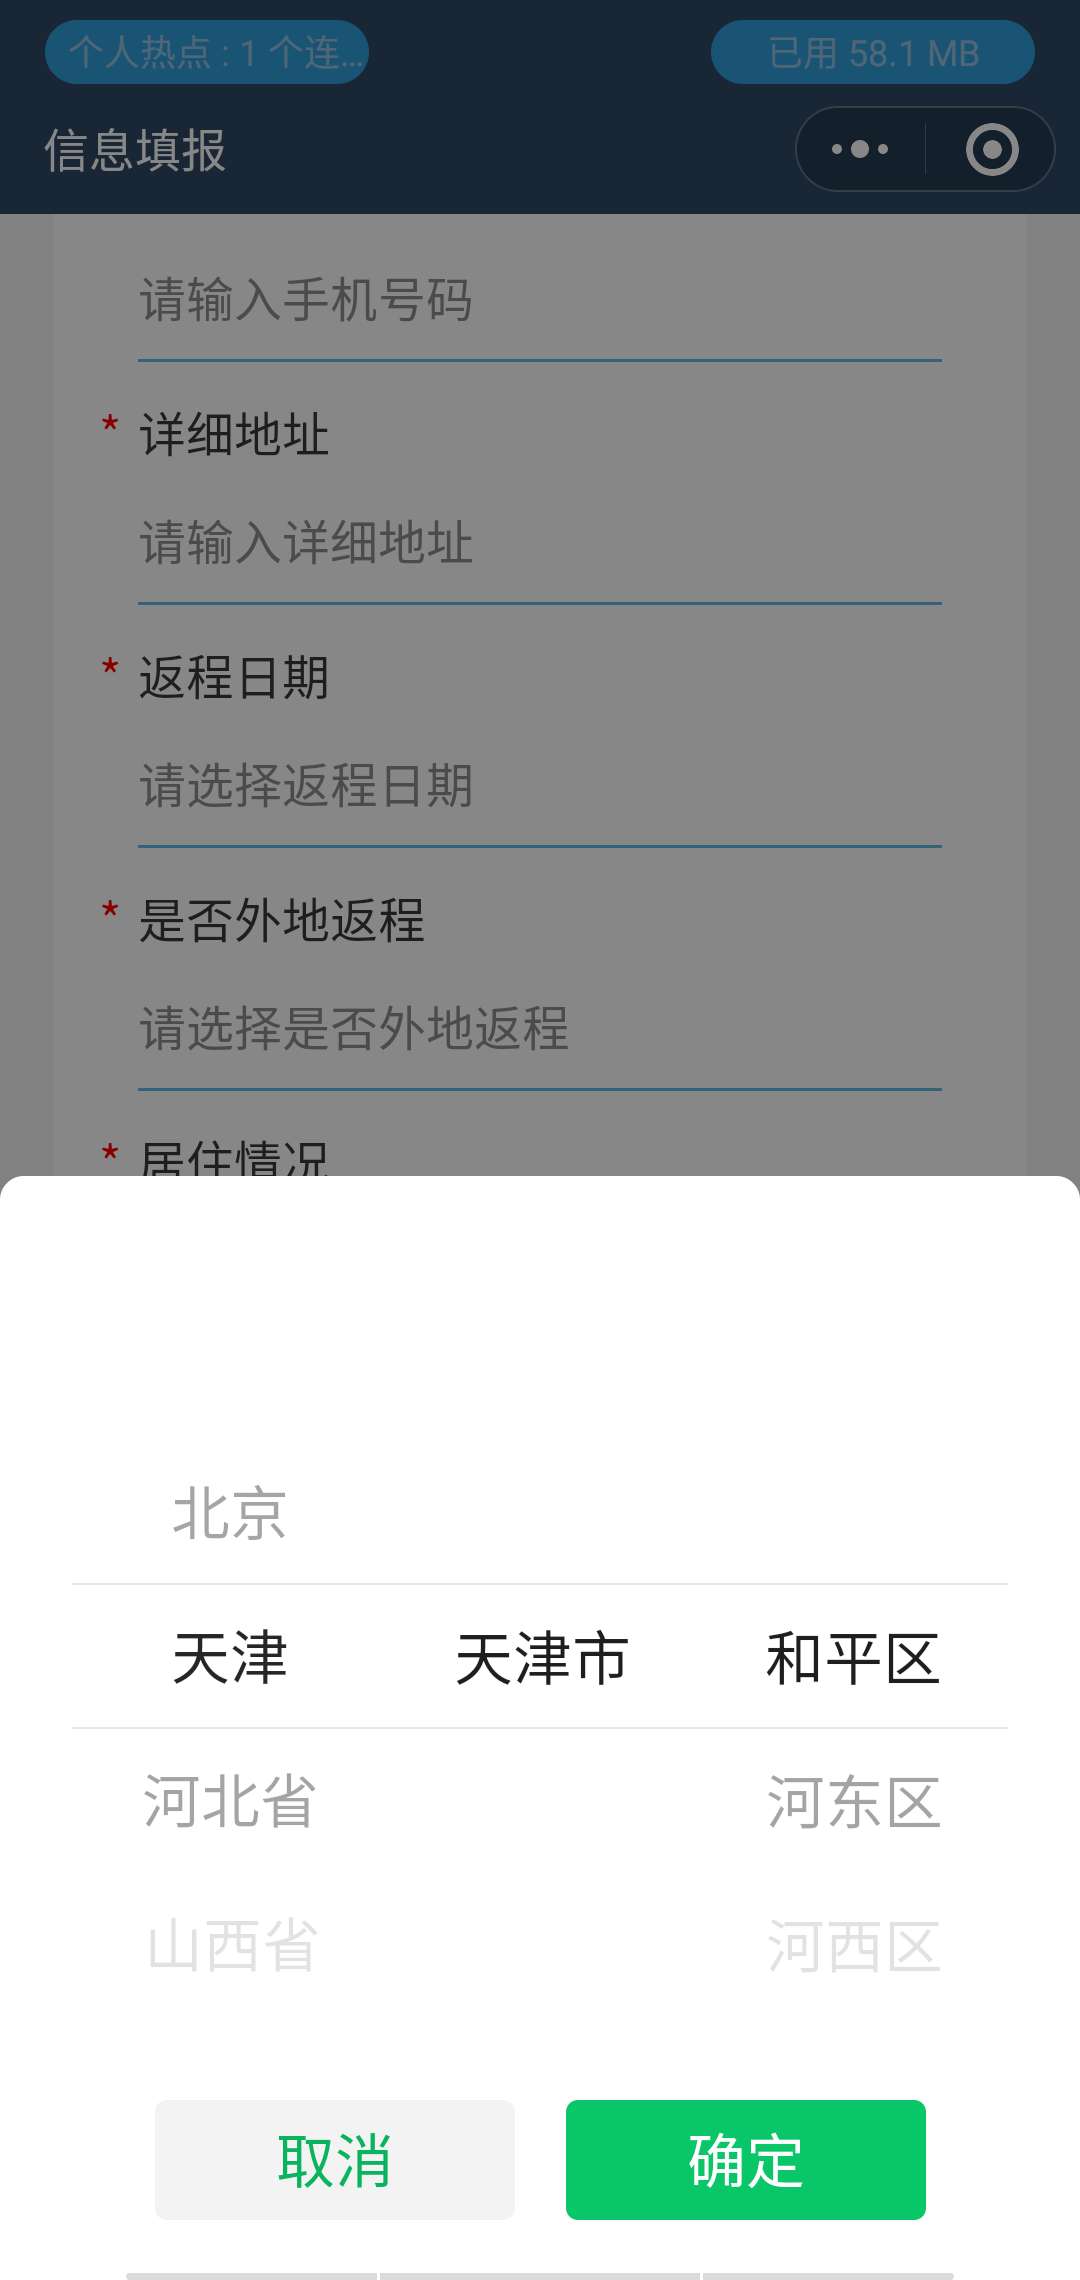 个人热点 : 1 个连...
已用 58.1 MB
信息填报
请输入手机号码
* 详细地址
请输入详细地址
* 返程日期
请选择返程日期
* 是否外地返程
请选择是否外地返程
* 居住情况
北京
天津 天津市 和平区
河北省 河东区
山西省 河西区
取消 确定